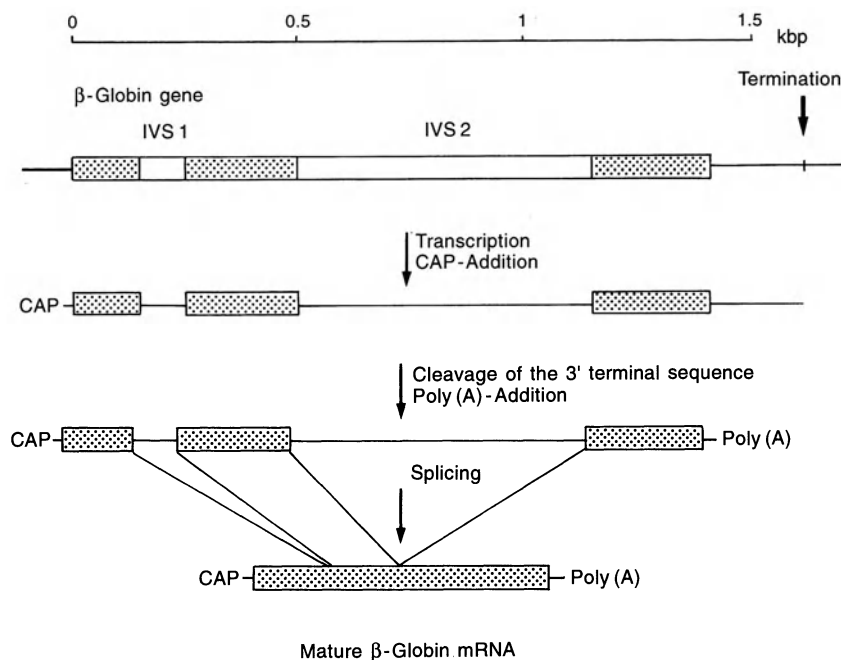 0 0.5 1 1.5
kbp
Termination
β-Globin gene
IVS 1 IVS 2
Transcription
CAP-Addition
CAP
Cleavage of the 3' terminal sequence
Poly (A)-Addition
CAP Poly (A)
Splicing
CAP Poly (A)
Mature β-Globin mRNA